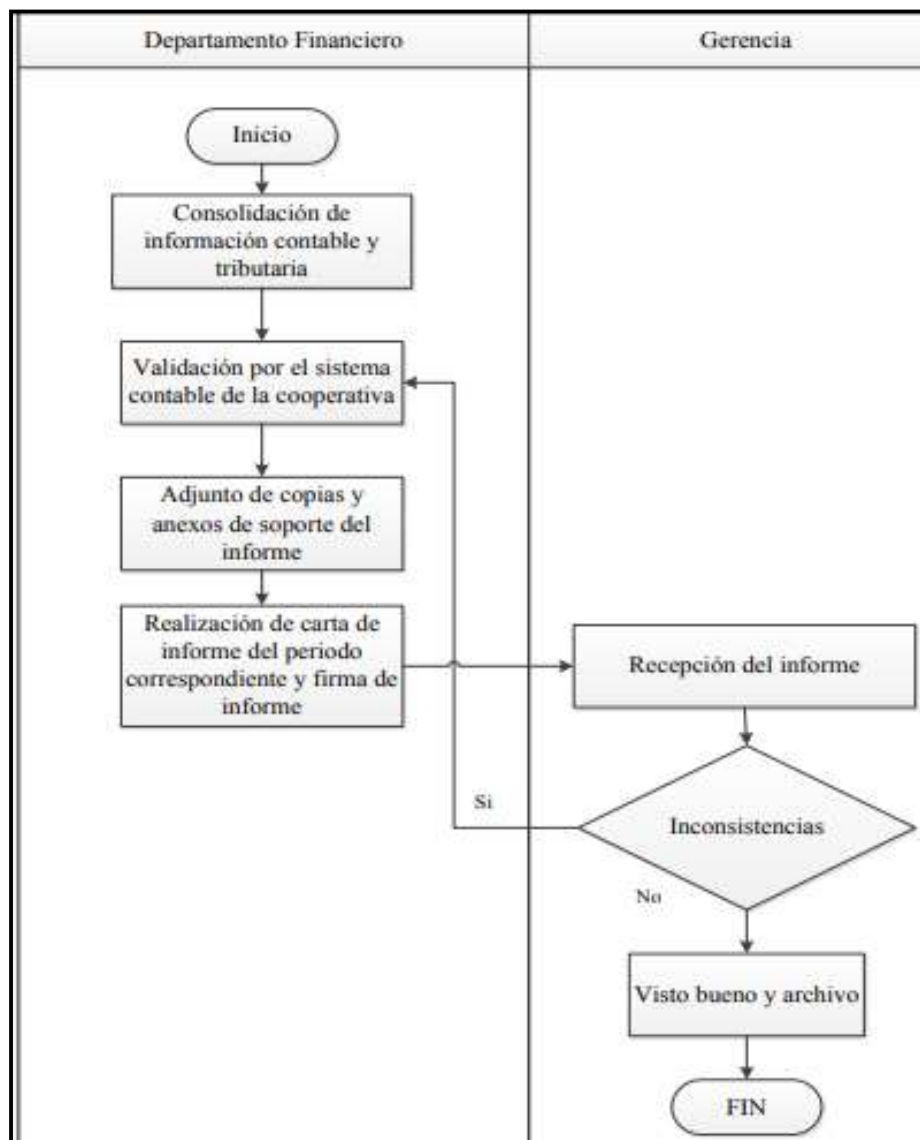 Departamento Financiero
Gerencia
Inicio
Consolidación de
información contable y
tributaria
Validación por el sistema
contable de la cooperativa
Adjunto de copias y
anexos de soporte del
informe
Realización de carta de
informe del periodo
correspondiente y firma de
informe
Recepción del informe
Si
Inconsistencias
No
Visto bueno y archivo
FIN